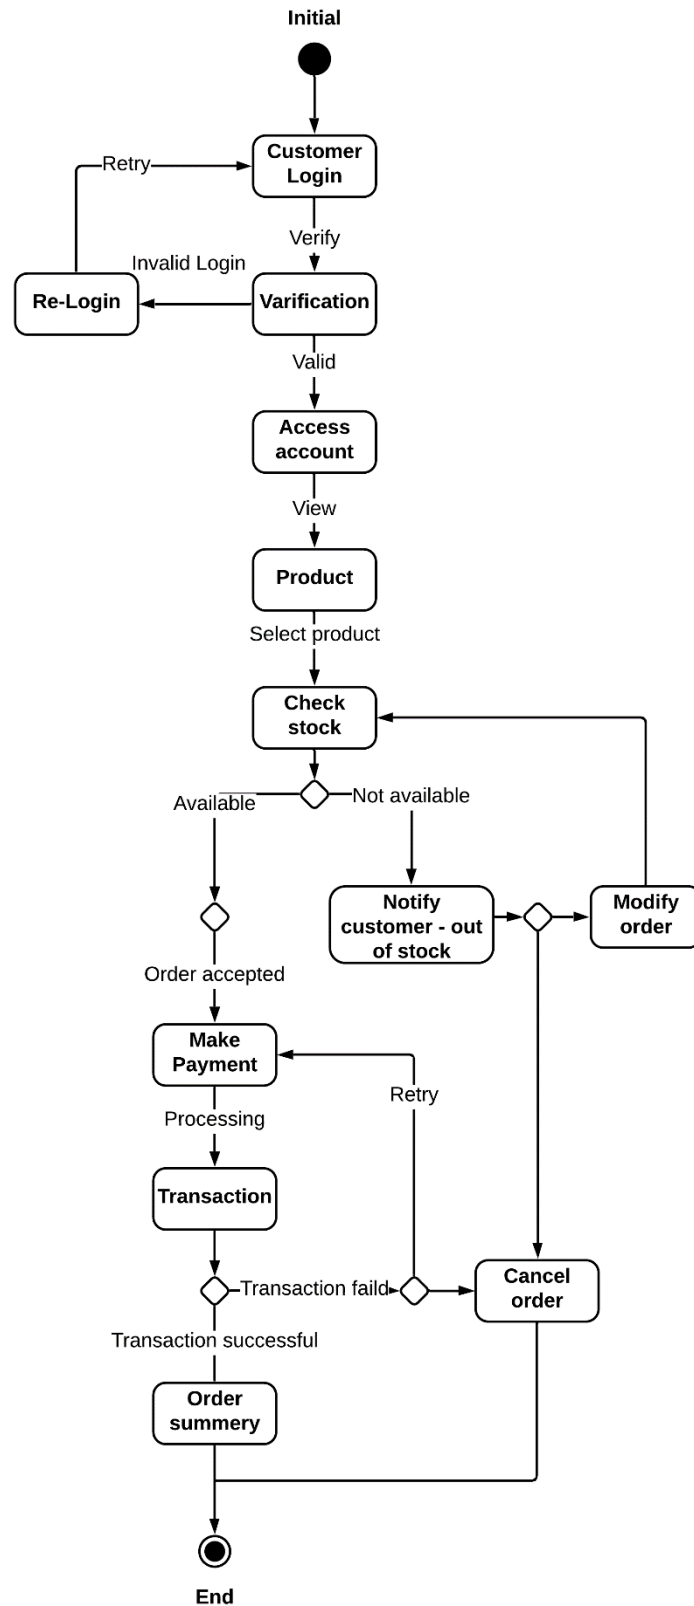 Initial
Customer
Login
Retry
Verify
Invalid Login
Re-Login
Varification
Valid
Access
account
View
Product
Select product
Check
stock
Available
Not available
Notify
customer - out
of stock
Modify
order
Order accepted
Make
Payment
Retry
Processing
Transaction
Transaction faild
Cancel
order
Transaction successful
Order
summery
End